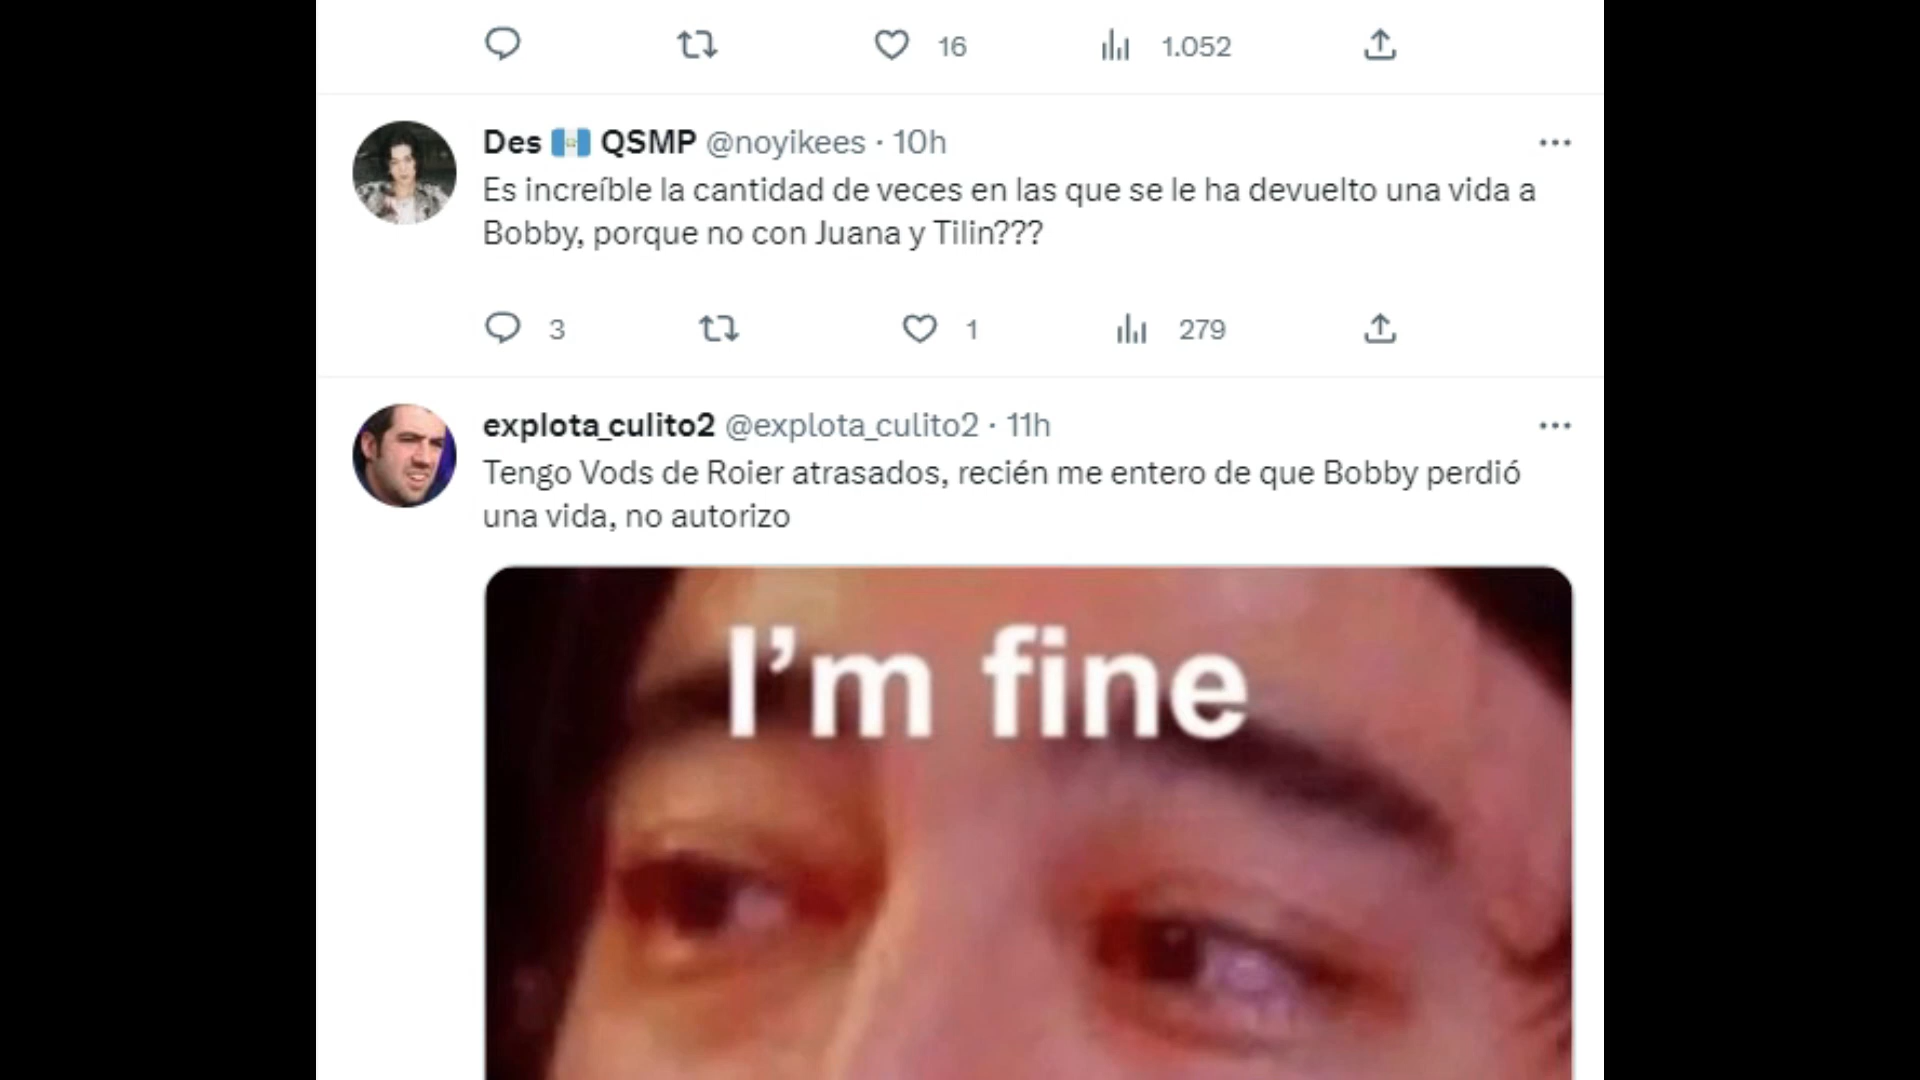 16 1.052
Des 🇬🇹 QSMP @noyikees · 10h
Es increíble la cantidad de veces en las que se le ha devuelto una vida a
Bobby, porque no con Juana y Tilin???
3 1 279
explota_culito2 @explota_culito2 · 11h
Tengo Vods de Roier atrasados, recién me entero de que Bobby perdió
una vida, no autorizo
I'm fine